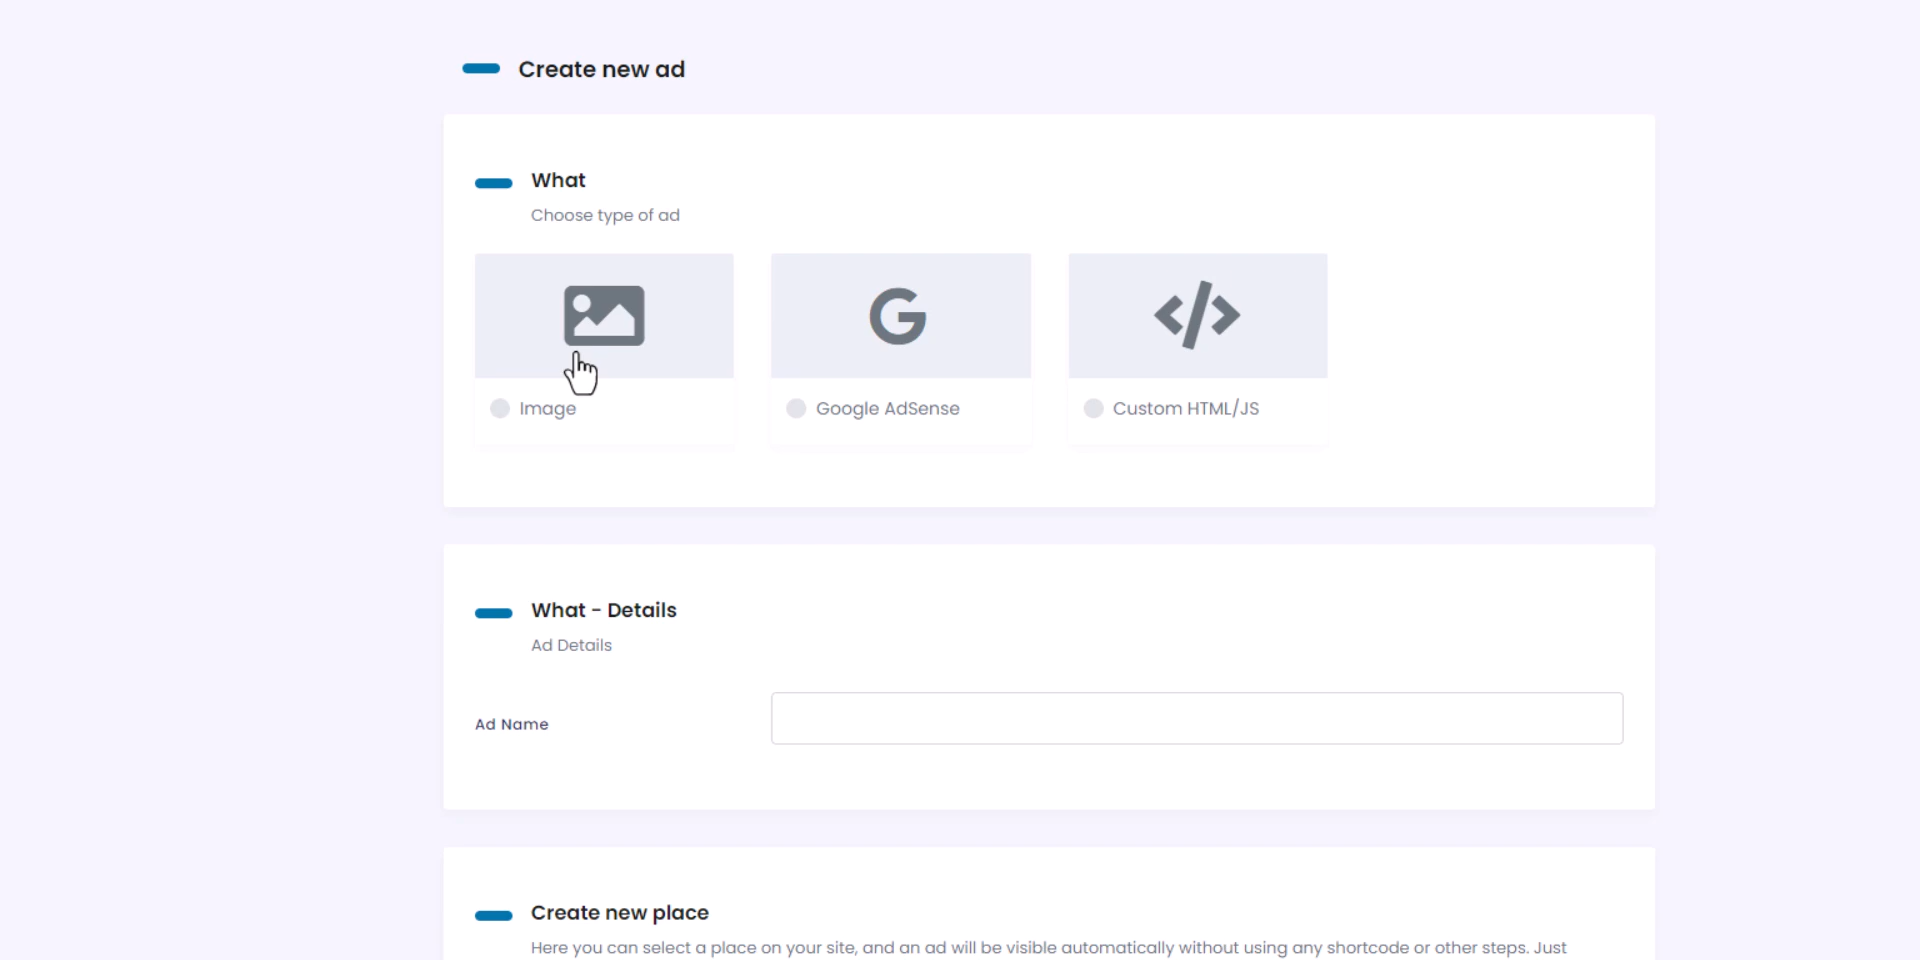 Create new ad
What
Choose type of ad
Image
Google AdSense
Custom HTML/JS
What - Details
Ad Details
Ad Name
Create new place
Here you can select a place on your site, and an ad will be visible automatically without using any shortcode or other steps. Just